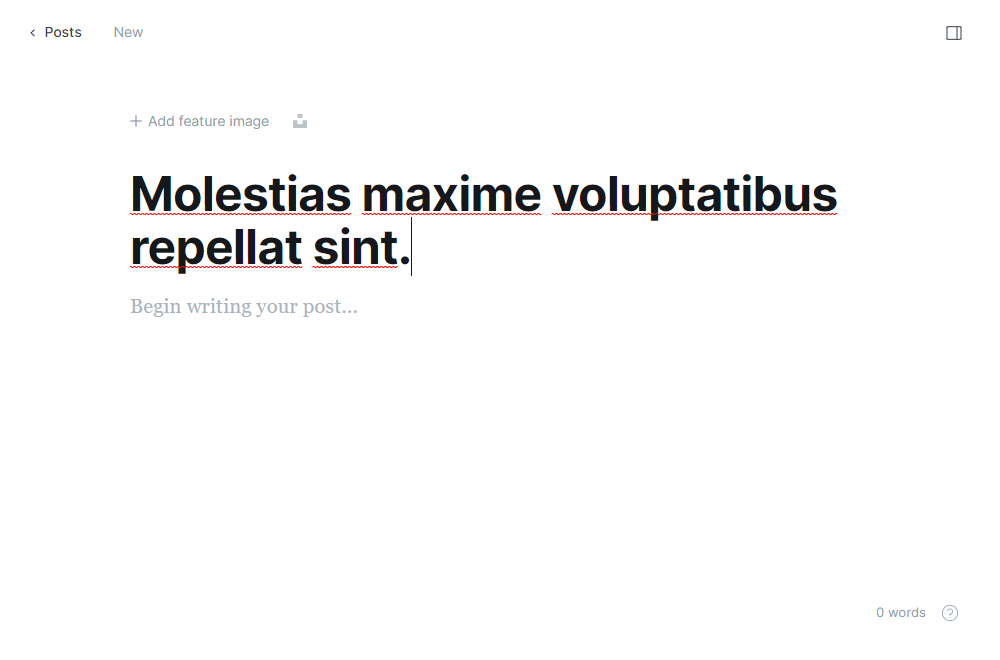 Posts
New
Add feature image
Molestias maxime voluptatibus
repellat sint.
Begin writing your post...
0 words
?